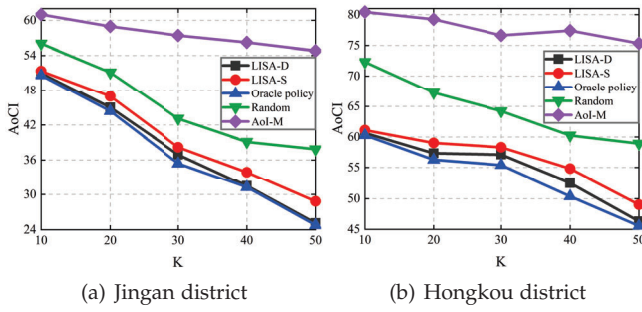 60
54
48
42
36
30
24
AoCI
10
20
30
40
50
K
LISA-D
LISA-S
Oracle policy
Random
AoI-M
(a) Jingan district
80
75
70
65
60
55
50
45
AoCI
10
20
30
40
50
K
LISA-D
LISA-S
Oracle policy
Random
AoI-M
(b) Hongkou district